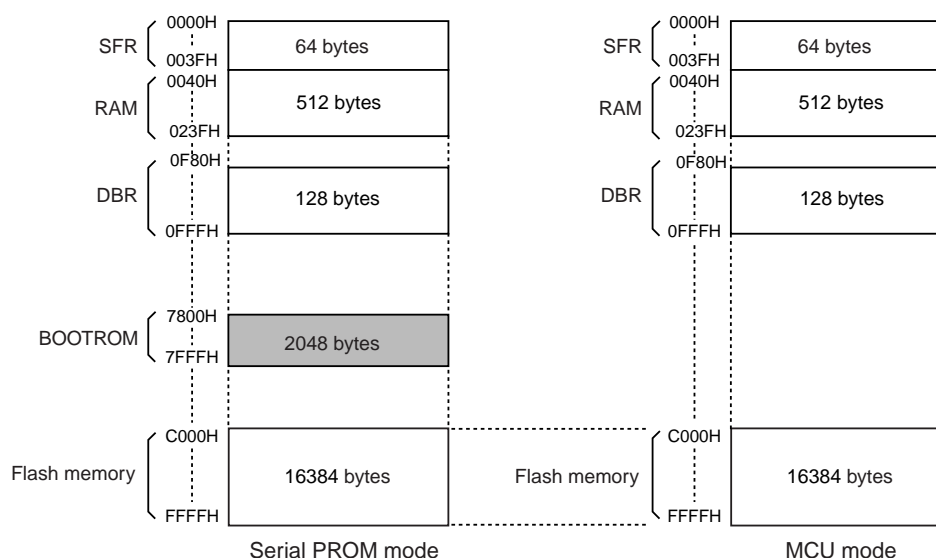 0000H
SFR
64 bytes
003FH
0040H
RAM
512 bytes
023FH
0F80H
DBR
128 bytes
0FFFH
7800H
BOOTROM
2048 bytes
7FFFH
C000H
Flash memory
16384 bytes
FFFFH
Serial PROM mode
0000H
SFR
64 bytes
003FH
0040H
RAM
512 bytes
023FH
0F80H
DBR
128 bytes
0FFFH
C000H
Flash memory
16384 bytes
FFFFH
MCU mode